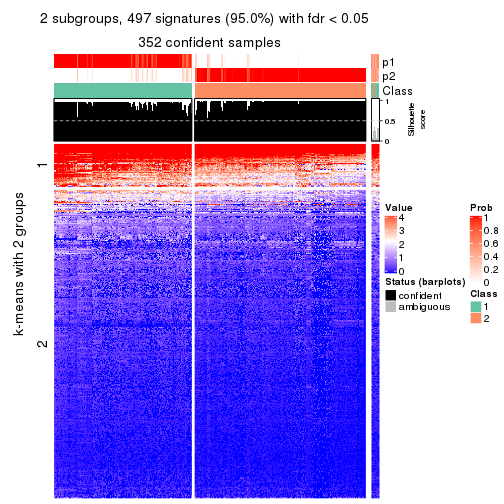 2 subgroups, 497 signatures (95.0%) with fdr < 0.05
352 confident samples
p1
p2
Class
1
0.5
0
Silhouette
score
k-means with 2 groups
1
2
Value
4
3
2
1
0
Status (barplots)
confident
ambiguous
Prob
1
0.8
0.6
0.4
0.2
0
Class
1
2